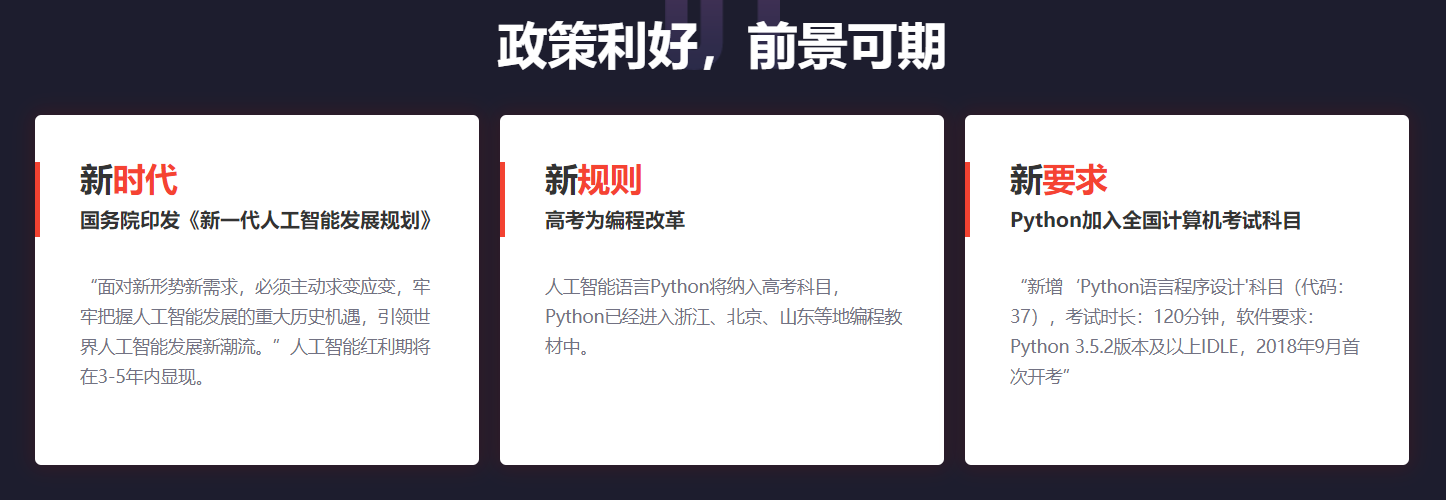 政策利好，前景可期
新时代
国务院印发《新一代人工智能发展规划》
“面对新形势新需求，必须主动求变应变，牢
牢把握人工智能发展的重大历史机遇，引领世
界人工智能发展新潮流。”人工智能红利期将
在3-5年内显现。
新规则
高考为编程改革
人工智能语言Python将纳入高考科目，
Python已经进入浙江、北京、山东等地编程教
材中。
新要求
Python加入全国计算机考试科目
“新增‘Python语言程序设计'科目（代码：
37），考试时长：120分钟，软件要求：
Python 3.5.2版本及以上IDLE，2018年9月首
次开考”